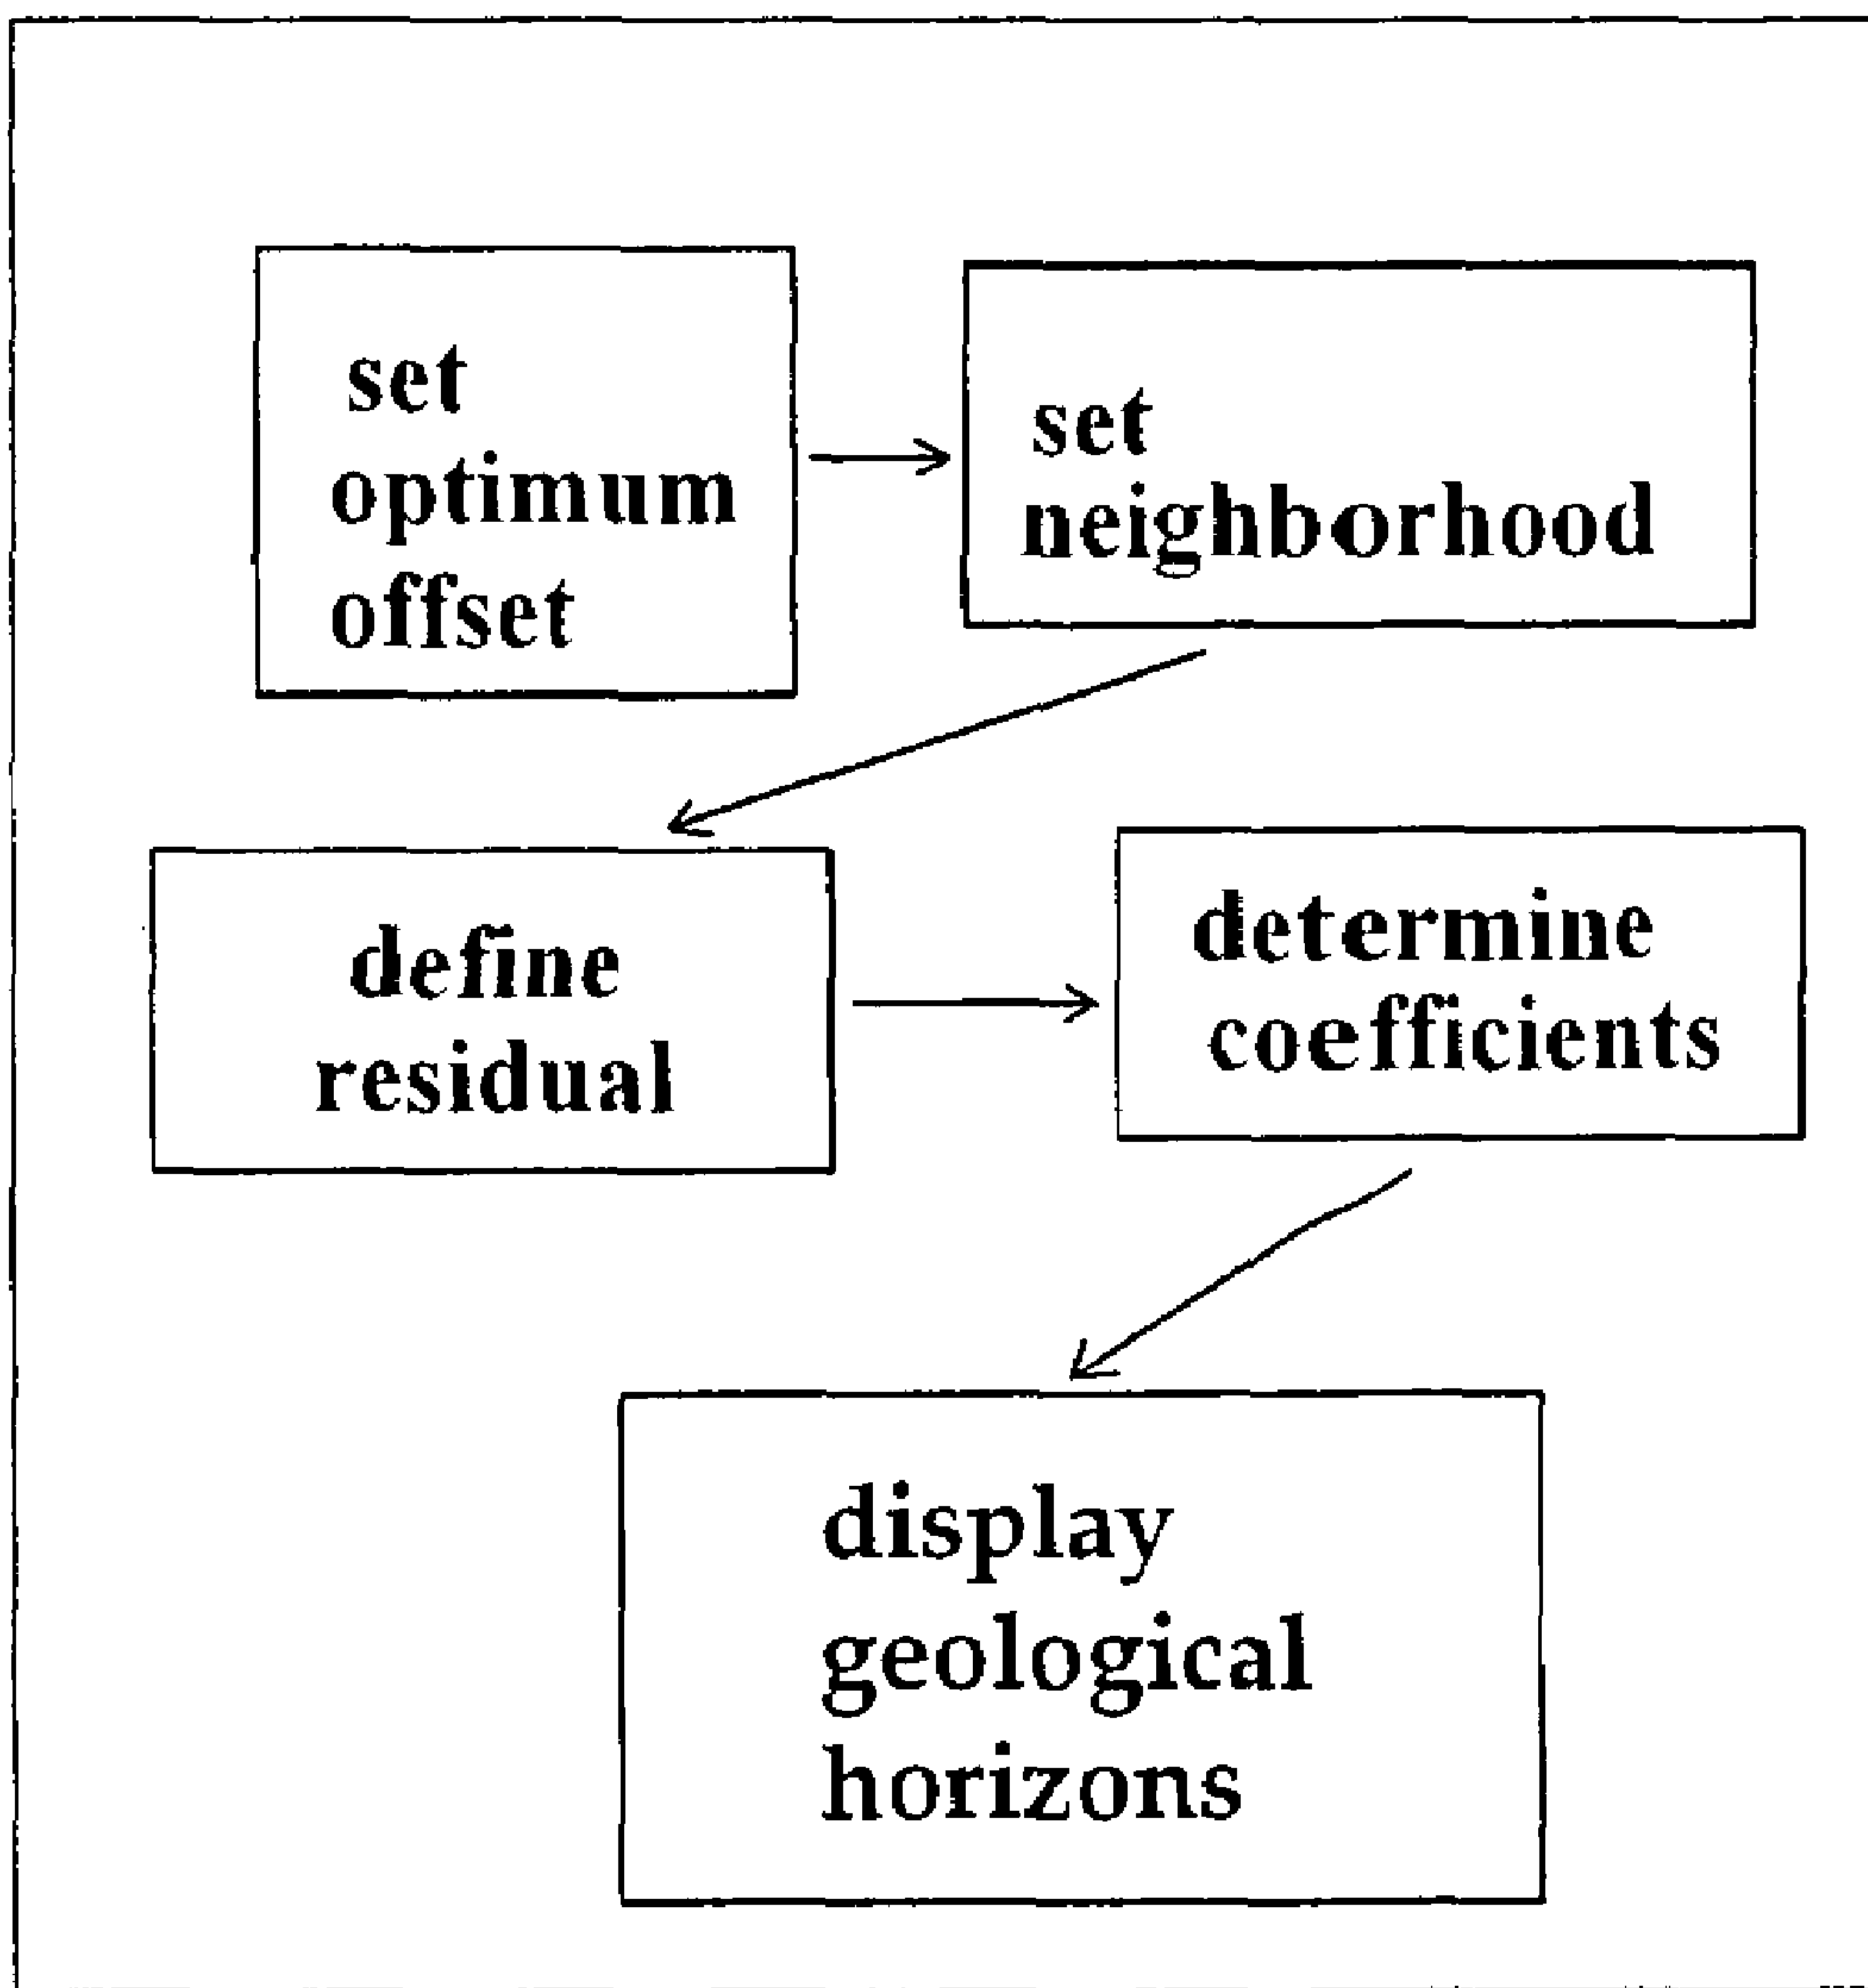 set
optimum
offset
set
neighborhood
define
residual
determine
coefficients
display
geological
horizons